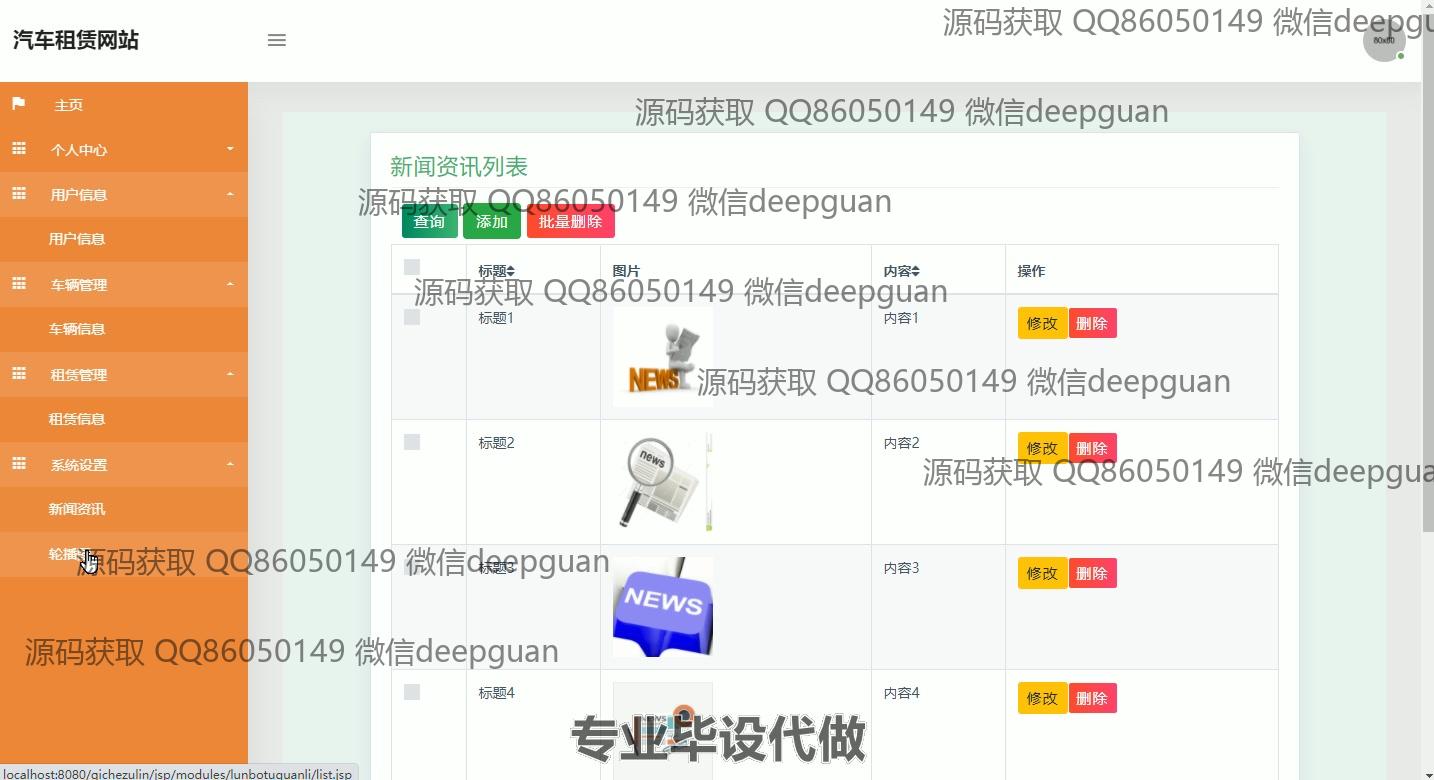 源码获取 QQ86050149 微信deepgu
汽车租赁网站
80x80
主页
源码获取 QQ86050149 微信deepguan
个人中心
新闻资讯列表
用户信息
源码获取 QQ86050149 微信deepguan
查询 添加 批量删除
用户信息
标题 图片 内容 操作
车辆管理
源码获取 QQ86050149 微信deepguan
标题1 NEWS 内容1 修改 删除
车辆信息
租赁管理
源码获取 QQ86050149 微信deepguan
租赁信息
标题2 news 内容2 修改 删除
系统设置
源码获取 QQ86050149 微信deepgua
新闻资讯
轮播
源码获取 QQ86050149 微信deepguan
标题3 NEWS 内容3 修改 删除
源码获取 QQ86050149 微信deepguan
标题4 NEWS 内容4 修改 删除
专业毕设代做
localhost:8080/qichezulin/jsp/modules/lunbotuguanli/list.jsp